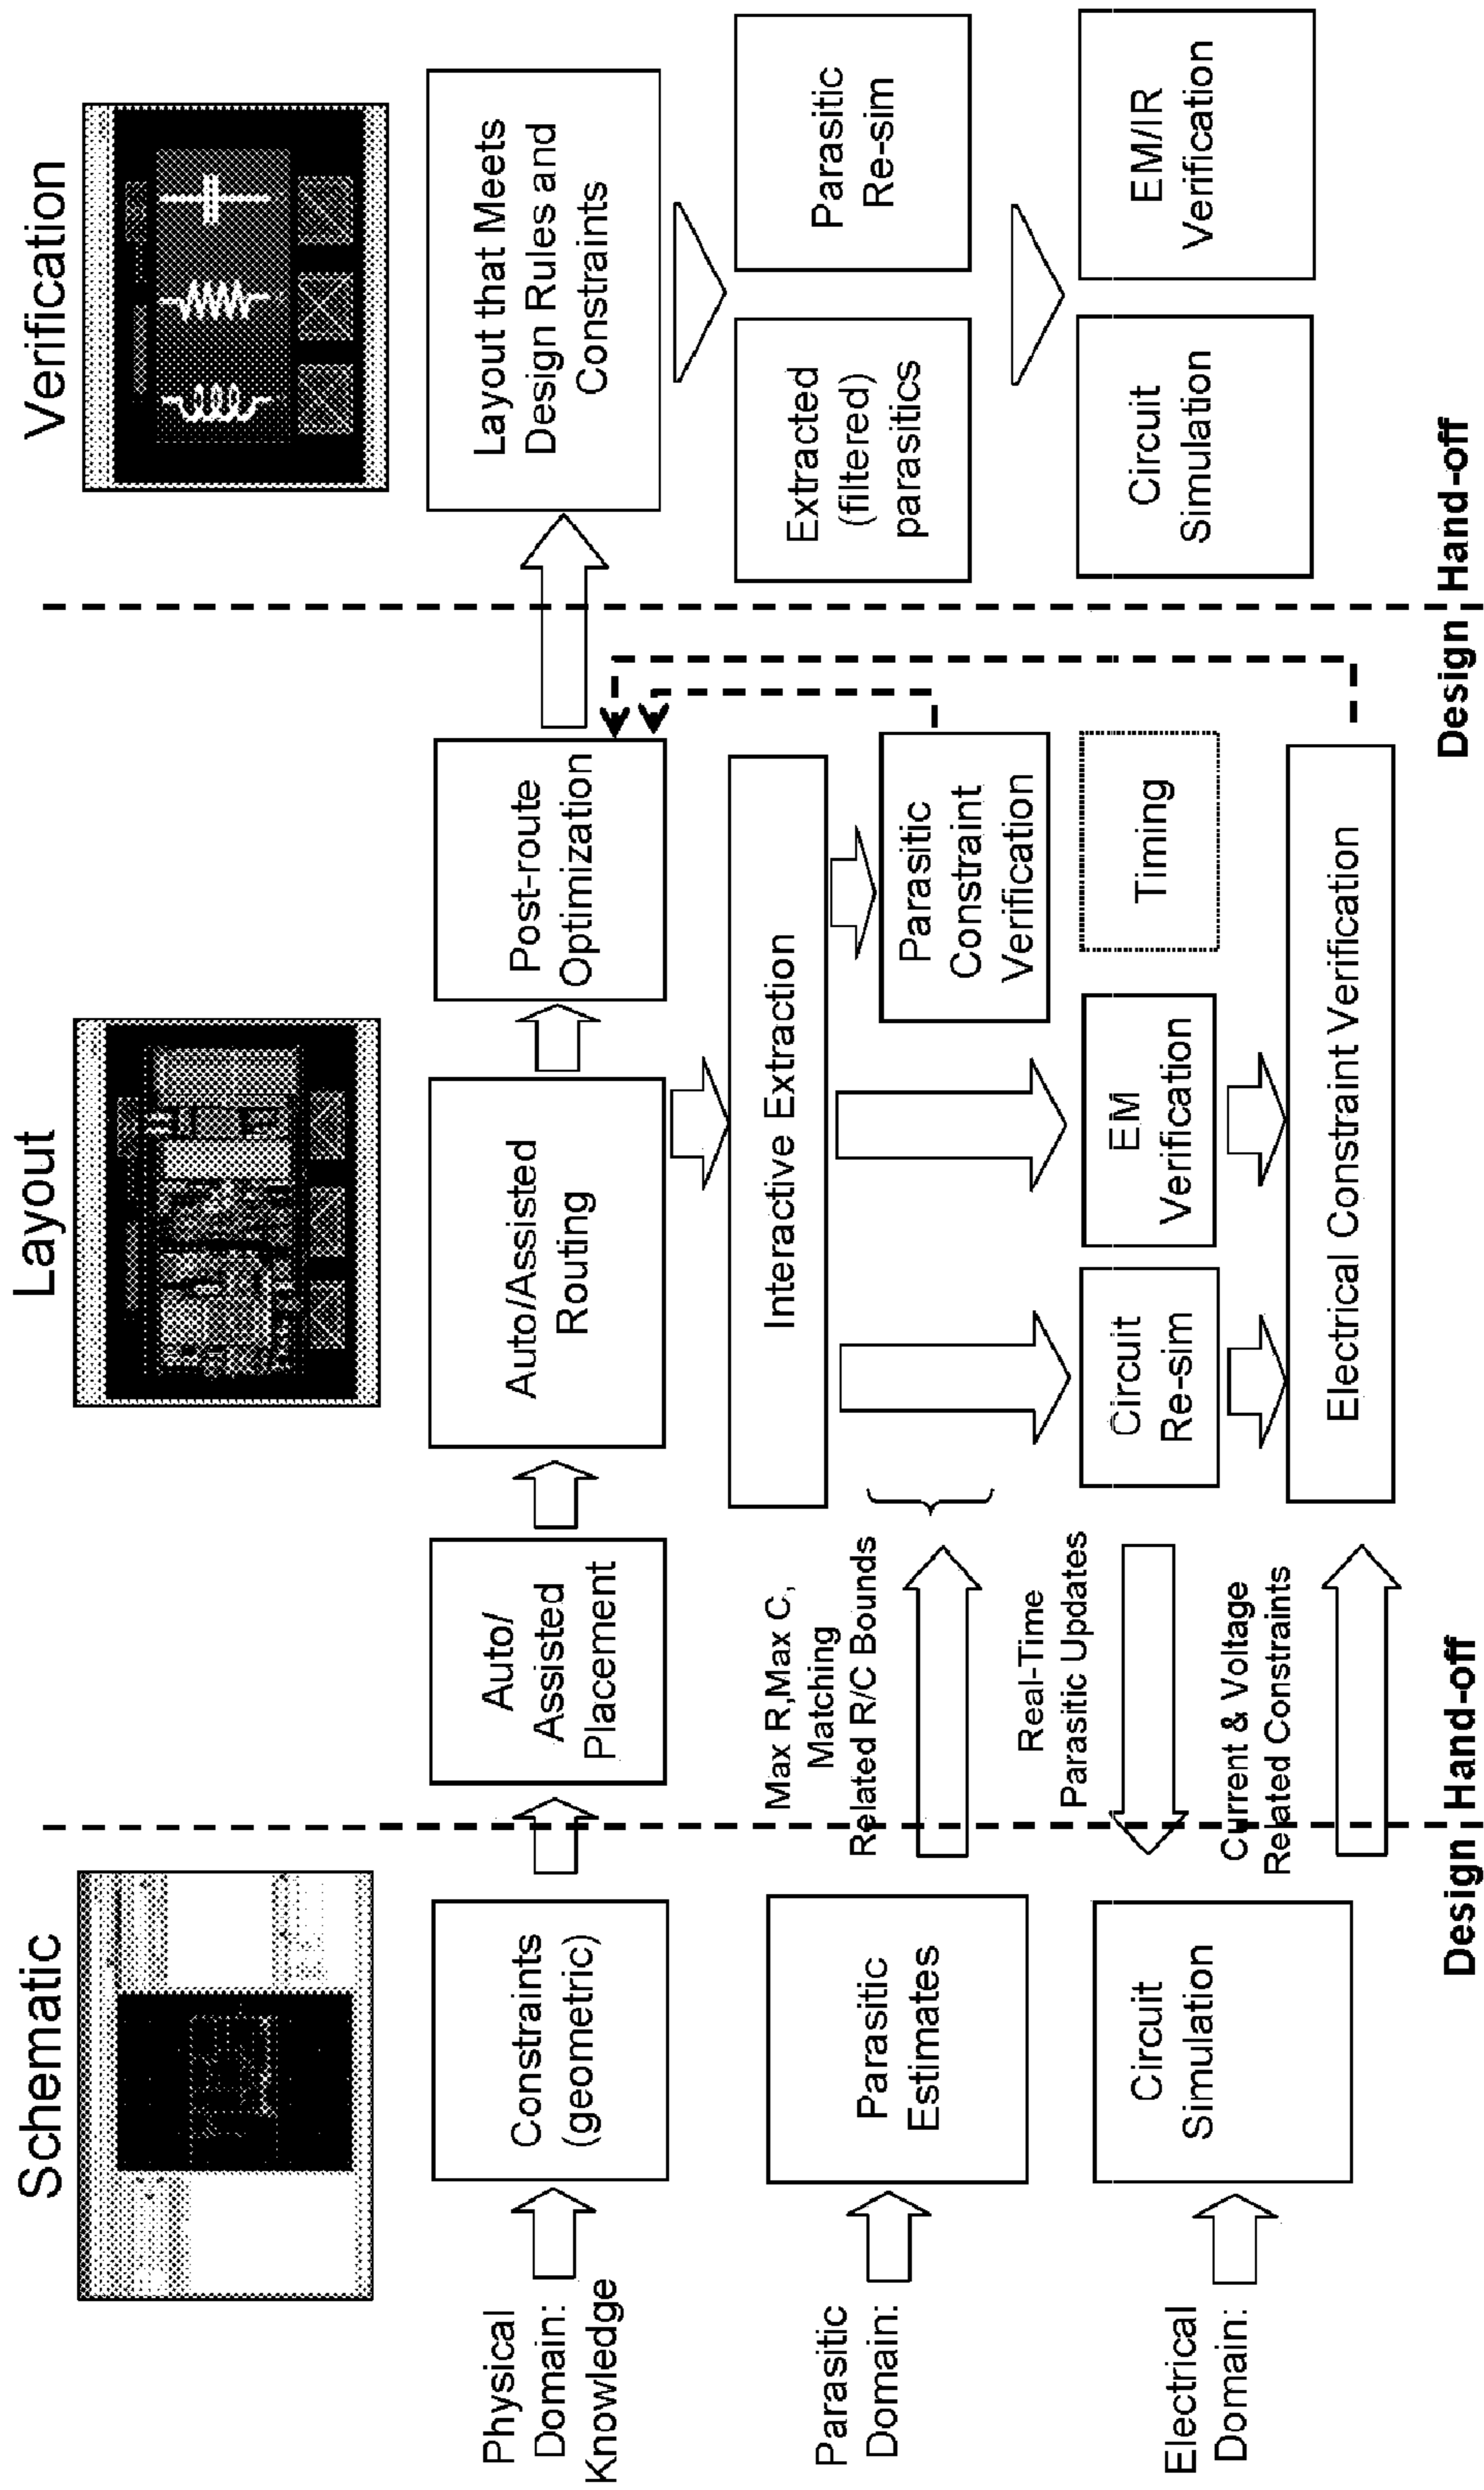 Schematic
Layout
Verification
Physical
Domain:
Knowledge
Constraints
(geometric)
Auto/
Assisted
Placement
Auto/Assisted
Routing
Post-route
Optimization
Layout that Meets
Design Rules and
Constraints
Parasitic
Domain:
Parasitic
Estimates
Max R,Max C,
Matching
Related R/C Bounds
Interactive Extraction
Parasitic
Constraint
Verification
Extracted
(filtered)
parasitics
Parasitic
Re-sim
Electrical
Domain:
Circuit
Simulation
Real-Time
Parasitic Updates
Current & Voltage
Related Constraints
Circuit
Re-sim
EM
Verification
Timing
Electrical Constraint Verification
Circuit
Simulation
EM/IR
Verification
Design Hand-off
Design Hand-off